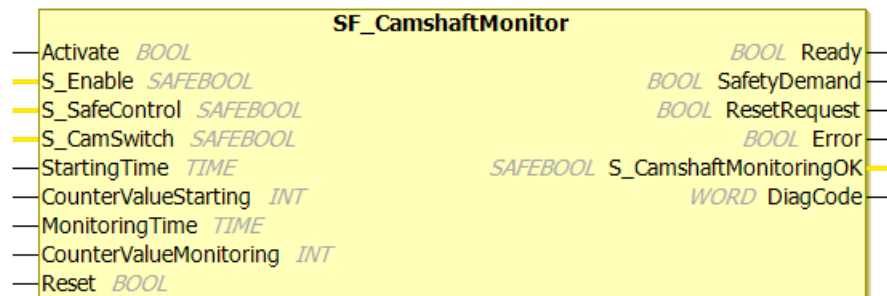 SF_CamshaftMonitor
Activate BOOL BOOL Ready
S_Enable SAFEBOOL BOOL SafetyDemand
S_SafeControl SAFEBOOL BOOL ResetRequest
S_CamSwitch SAFEBOOL BOOL Error
StartingTime TIME SAFEBOOL S_CamshaftMonitoringOK
CounterValueStarting INT WORD DiagCode
MonitoringTime TIME
CounterValueMonitoring INT
Reset BOOL